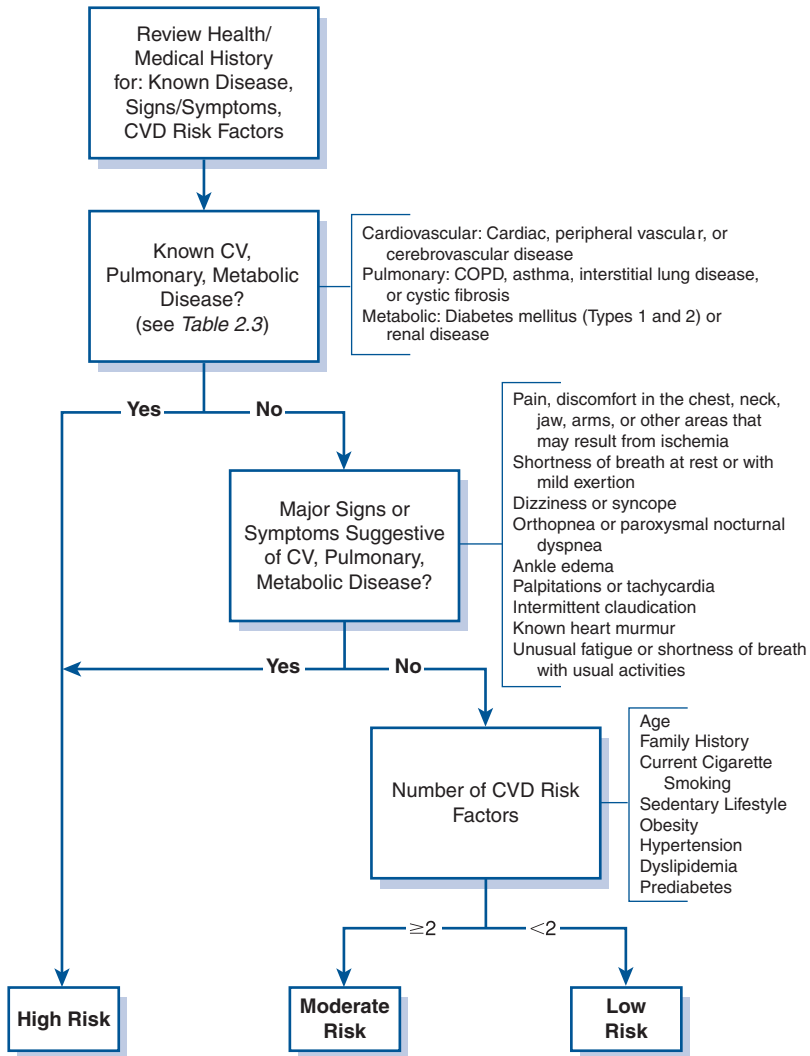 Review Health/
Medical History
for: Known Disease,
Signs/Symptoms,
CVD Risk Factors
Known CV,
Pulmonary, Metabolic
Disease?
(see Table 2.3)
Cardiovascular: Cardiac, peripheral vascular, or
cerebrovascular disease
Pulmonary: COPD, asthma, interstitial lung disease,
or cystic fibrosis
Metabolic: Diabetes mellitus (Types 1 and 2) or
renal disease
Yes
No
Major Signs or
Symptoms Suggestive
of CV, Pulmonary,
Metabolic Disease?
Pain, discomfort in the chest, neck,
jaw, arms, or other areas that
may result from ischemia
Shortness of breath at rest or with
mild exertion
Dizziness or syncope
Orthopnea or paroxysmal nocturnal
dyspnea
Ankle edema
Palpitations or tachycardia
Intermittent claudication
Known heart murmur
Unusual fatigue or shortness of breath
with usual activities
Yes
No
Number of CVD Risk
Factors
Age
Family History
Current Cigarette
Smoking
Sedentary Lifestyle
Obesity
Hypertension
Dyslipidemia
Prediabetes
≥2
<2
High Risk
Moderate
Risk
Low
Risk